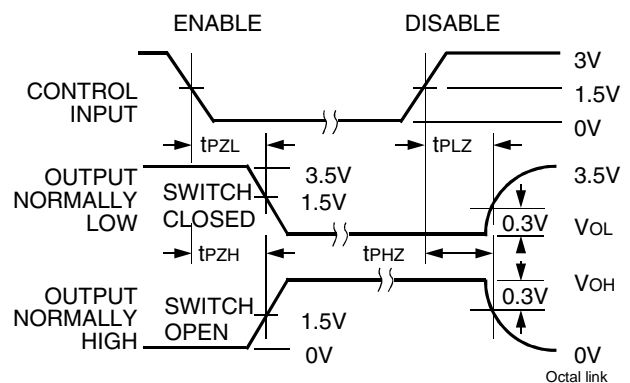 ENABLE DISABLE
3V
CONTROL
INPUT
1.5V
0V
tPZL tPLZ
OUTPUT
NORMALLY
LOW
SWITCH
CLOSED
3.5V
1.5V
3.5V
0.3V VOL
tPZH tPHZ
VOH
0.3V
OUTPUT
NORMALLY
HIGH
SWITCH
OPEN
1.5V
0V
0V
Octal link